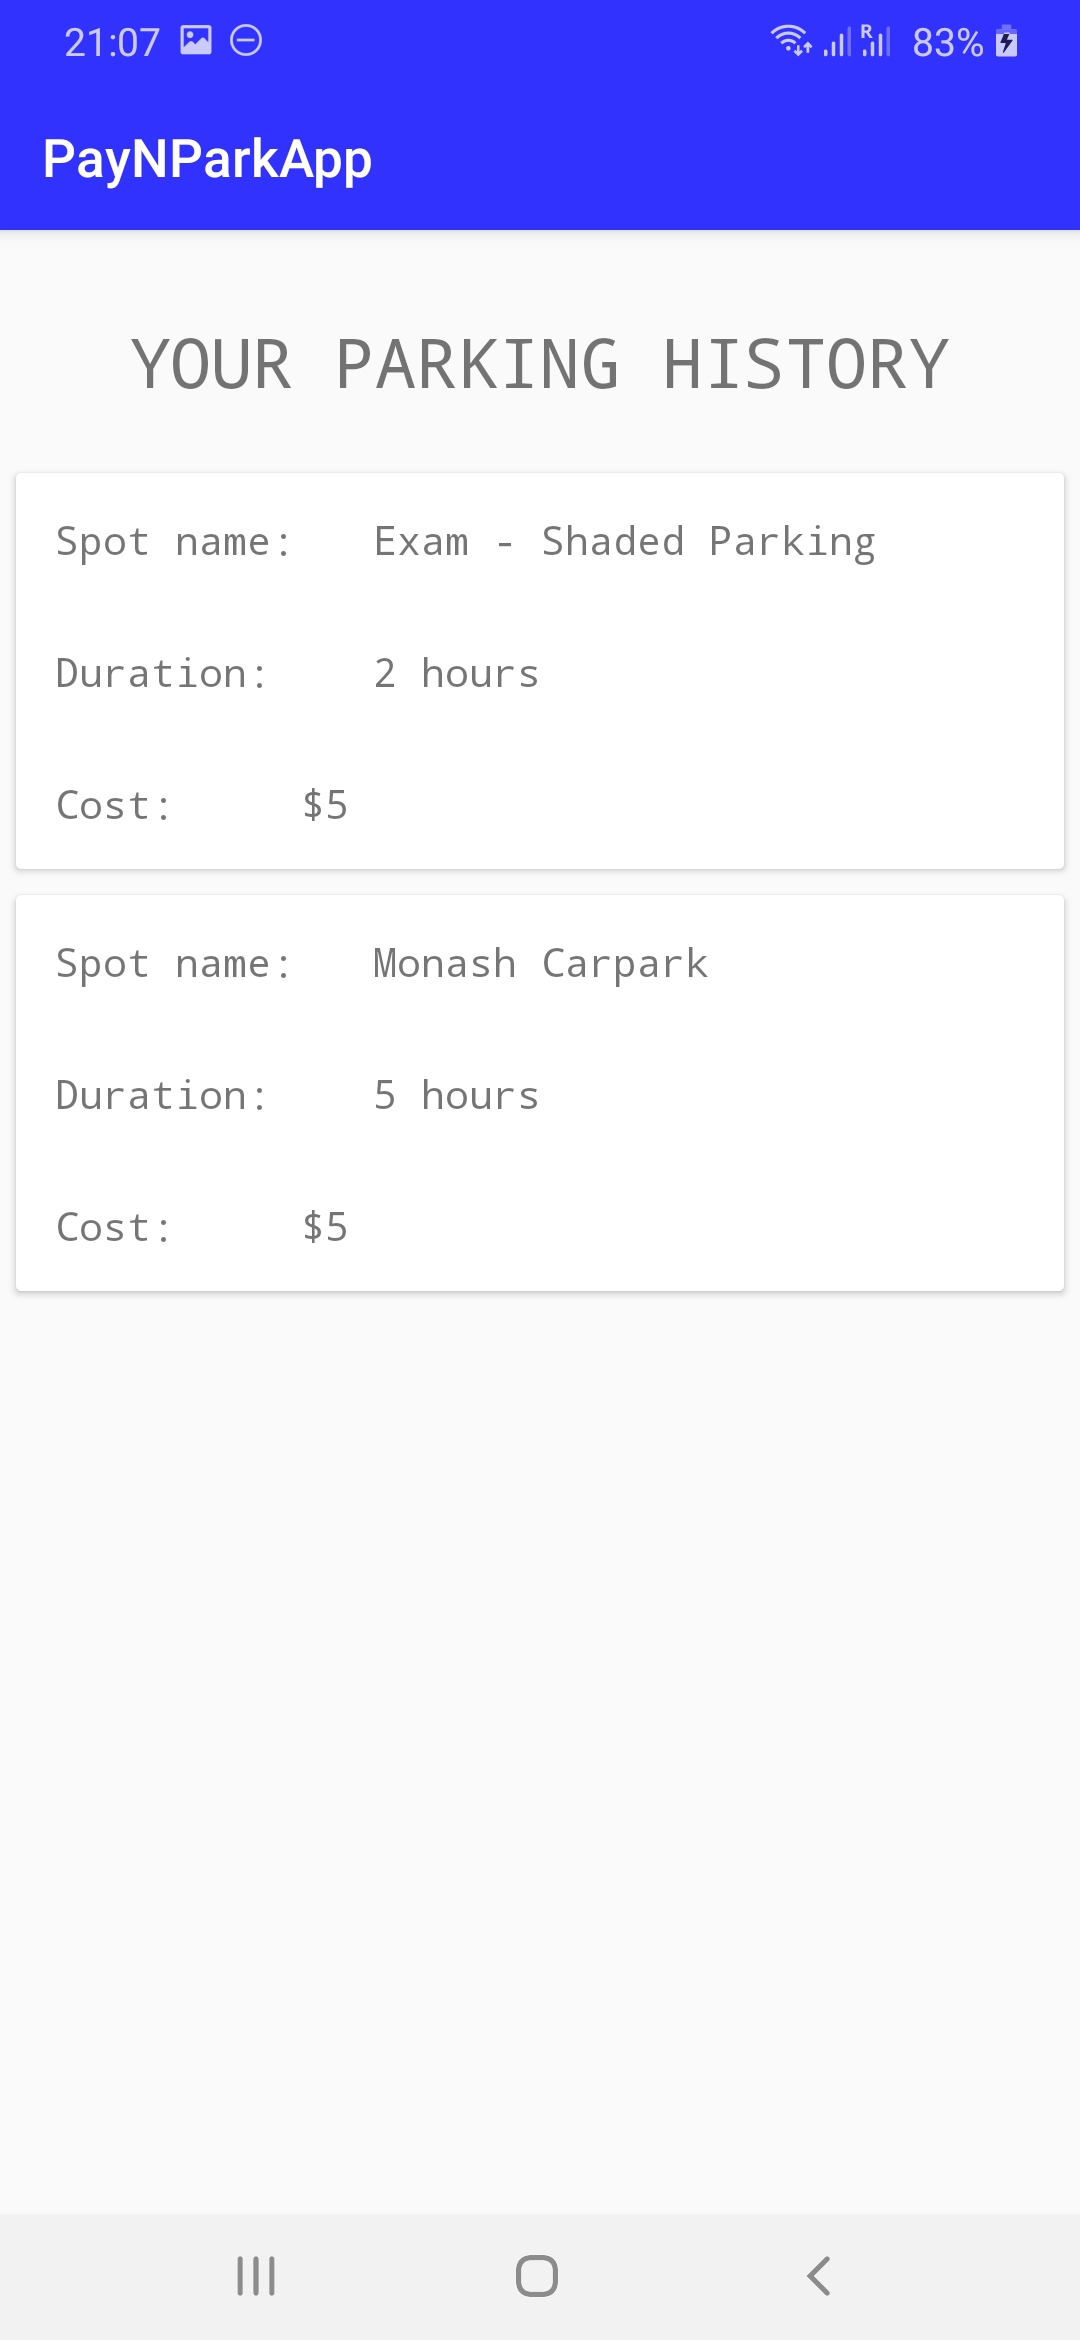 21:07 R 83%
PayNParkApp
YOUR PARKING HISTORY
Spot name: Exam - Shaded Parking
Duration: 2 hours
Cost: $5
Spot name: Monash Carpark
Duration: 5 hours
Cost: $5